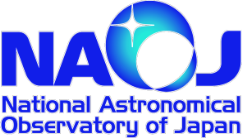 NAOJ
National Astronomical
Observatory of Japan